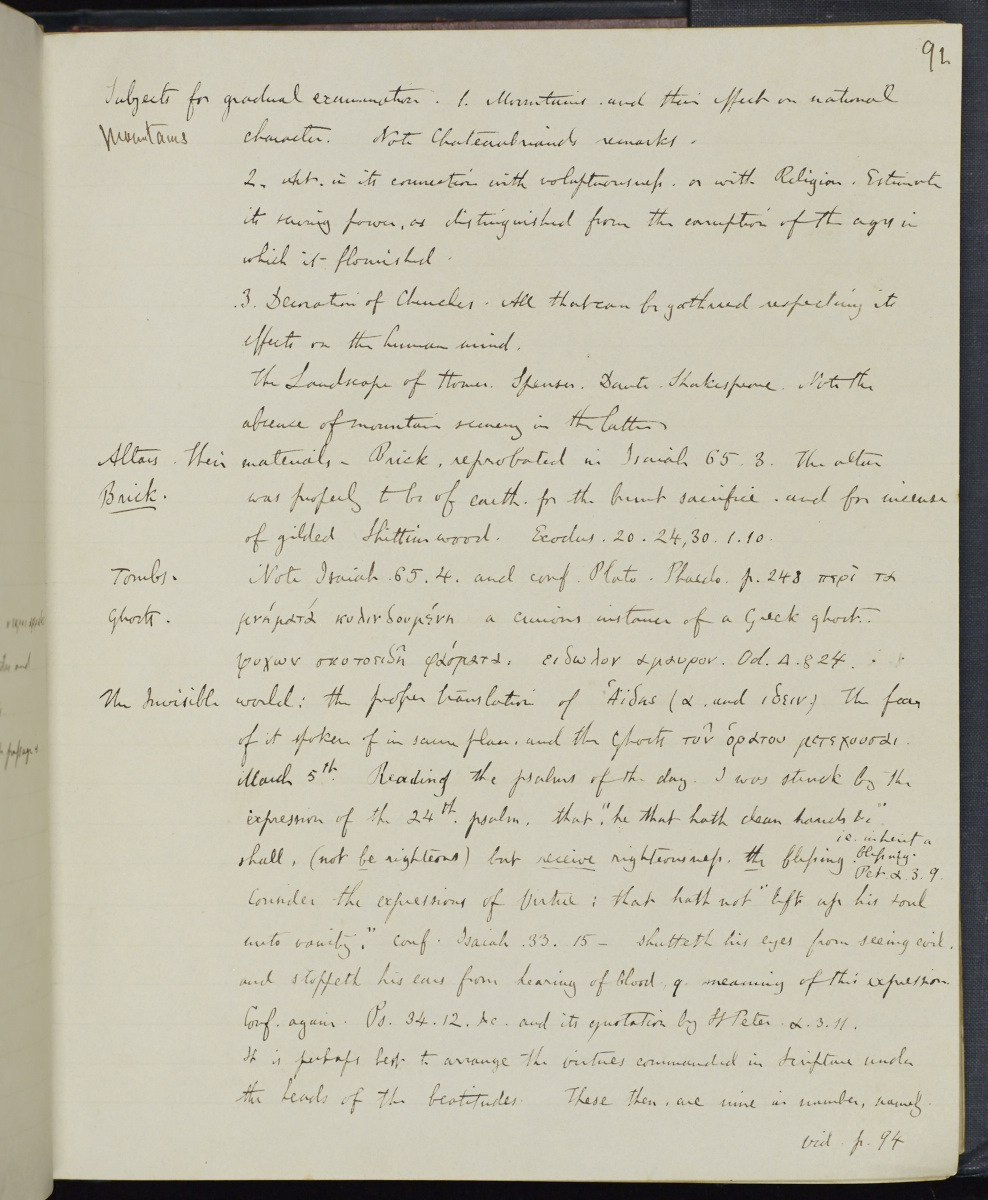 92
Subjects for gradual examination. 1. Mountains. and their effect on national
Mountains character. Note Chateaubriands remarks.
2. Art. in its connection with voluptuousness. or with Religion. Estimate
its saving power, as distinguished from the corruption of the ages in
which it flourished.
3. Decoration of Churches. All that can be gathered respecting its
effects on the human mind.
The Landscape of Homer. Spenser. Dante. Shakespeare. Note the
absence of mountain scenery in the latter
Altars. their materials - Brick, reprobated in Isaiah 65. 3. The altar
Brick. was properly to be of earth. for the burnt sacrifice. and for incense
of gilded Shittim wood. Exodus. 20. 24, 30. 1. 10.
Tombs. Note Isaiah. 65. 4. and conf. Plato. Phaedo. p. 248 περὶ τα
Ghosts. μνήματά κυλινδουμένη a curious instance of a Greek ghost.
ψυχων σκοτοειδῆ φάσματα. ειδωλον αμαυρον. Od. Δ. 824.
The Invisible world: the proper translation of Ἁίδας (α. and ιδειν.) The fear
of it spoken of in same place. and the Ghosts τοῦ ὁρατου μετεχουσαι.
March 5th. Reading the psalms of the day. I was struck by the
expression of the 24th. psalm, that, "he that hath clean hands &c"
shall, (not be righteous) but receive righteousness. the blessing. i.e. inherit a
blessing.
Pet. α. 3. 9.
Consider the expressions of Virtue: that hath not "lift up his soul
unto vanity." conf. Isaiah. 33. 15 - shutteth his eyes from seeing evil.
and stoppeth his ears from hearing of blood. q. meaning of this expression.
Conf. again. Ps. 34. 12. &c. and its quotation by St Peter. α. 3. 11.
It is perhaps best to arrange the virtues commanded in Scripture under
the heads of the beatitudes. These then, are nine in number, namely.
vid. p. 94